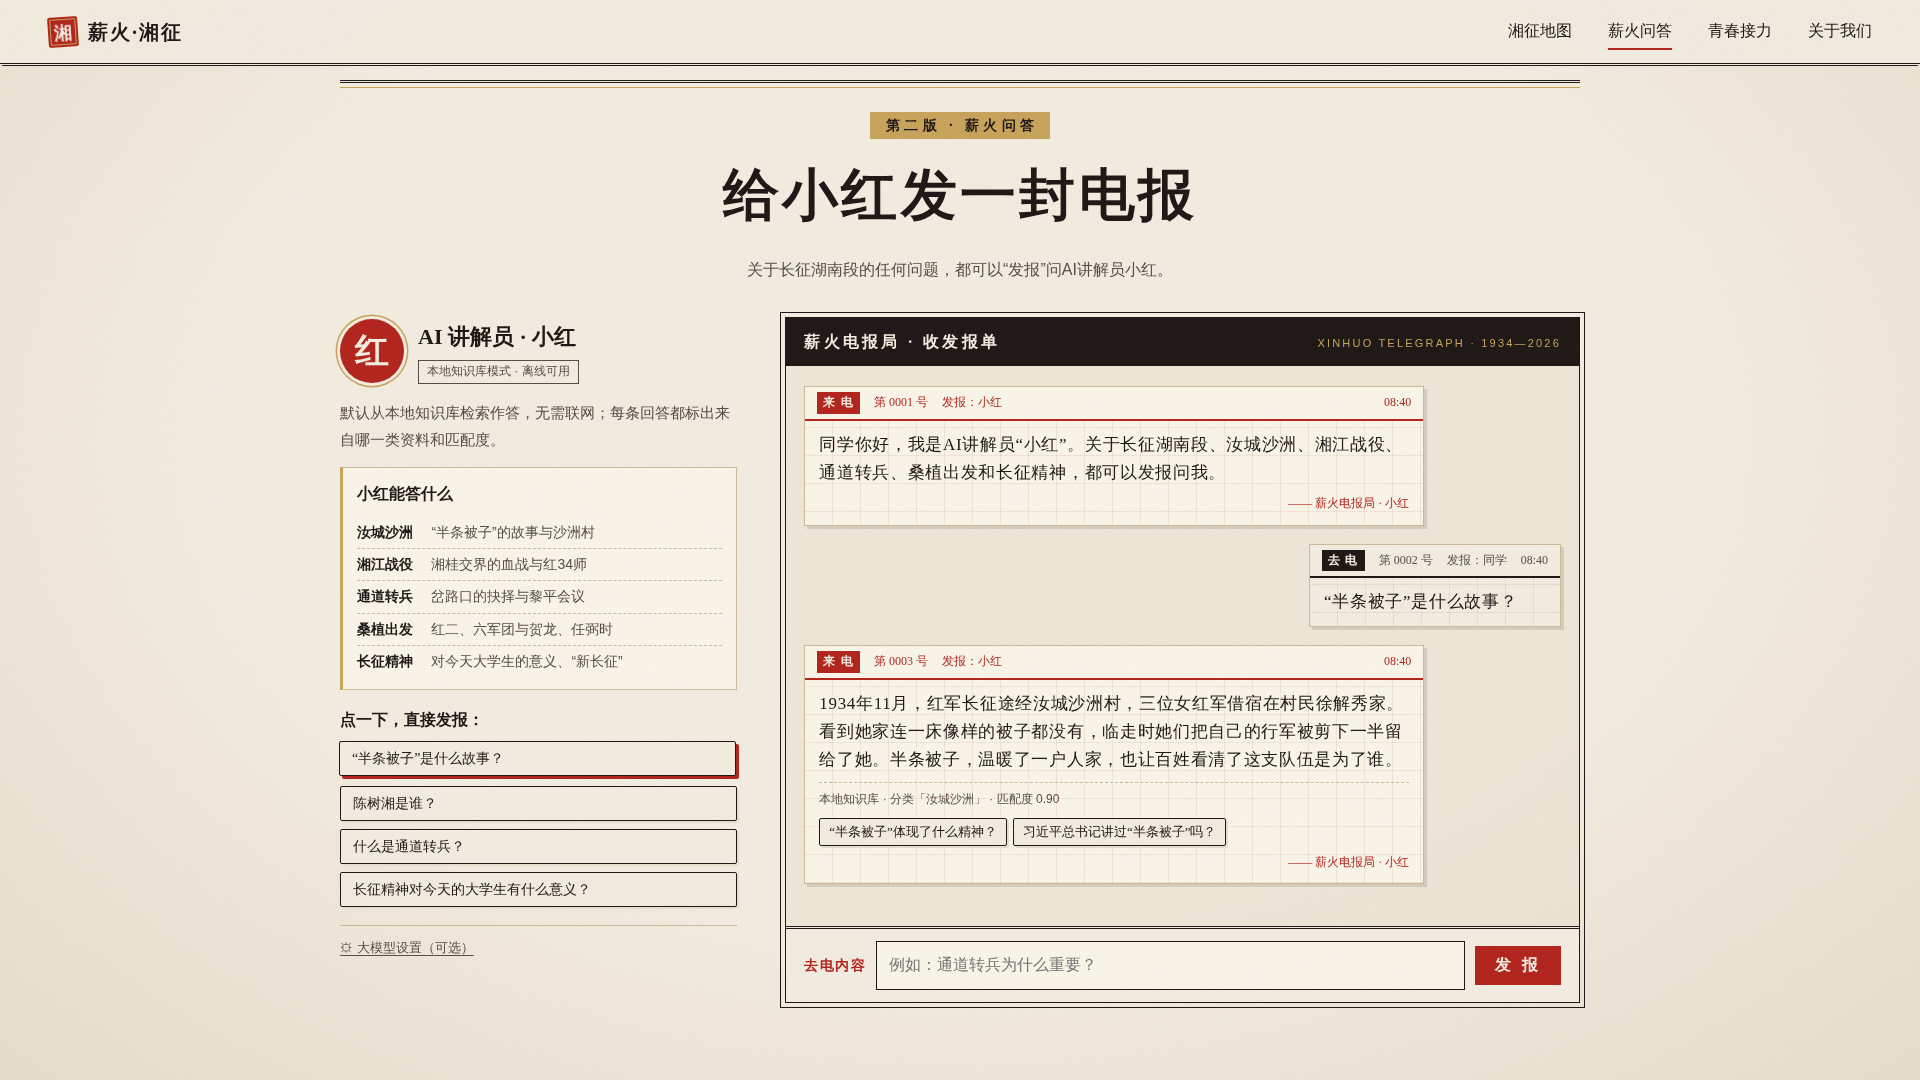 湘 薪火·湘征
湘征地图 薪火问答 青春接力 关于我们
第二版 · 薪火问答
给小红发一封电报
关于长征湖南段的任何问题，都可以“发报”问AI讲解员小红。
红
AI 讲解员 · 小红
本地知识库模式 · 离线可用
默认从本地知识库检索作答，无需联网；每条回答都标出来
自哪一类资料和匹配度。
小红能答什么
汝城沙洲 “半条被子”的故事与沙洲村
湘江战役 湘桂交界的血战与红34师
通道转兵 岔路口的抉择与黎平会议
桑植出发 红二、六军团与贺龙、任弼时
长征精神 对今天大学生的意义、“新长征”
点一下，直接发报：
“半条被子”是什么故事？
陈树湘是谁？
什么是通道转兵？
长征精神对今天的大学生有什么意义？
⚙ 大模型设置（可选）
薪火电报局 · 收发报单
XINHUO TELEGRAPH · 1934—2026
来电 第 0001 号 发报：小红 08:40
同学你好，我是AI讲解员“小红”。关于长征湖南段、汝城沙洲、湘江战役、
通道转兵、桑植出发和长征精神，都可以发报问我。
—— 薪火电报局 · 小红
去电 第 0002 号 发报：同学 08:40
“半条被子”是什么故事？
来电 第 0003 号 发报：小红 08:40
1934年11月，红军长征途经汝城沙洲村，三位女红军借宿在村民徐解秀家。
看到她家连一床像样的被子都没有，临走时她们把自己的行军被剪下一半留
给了她。半条被子，温暖了一户人家，也让百姓看清了这支队伍是为了谁。
本地知识库 · 分类「汝城沙洲」 · 匹配度 0.90
“半条被子”体现了什么精神？
习近平总书记讲过“半条被子”吗？
—— 薪火电报局 · 小红
去电内容
例如：通道转兵为什么重要？
发报